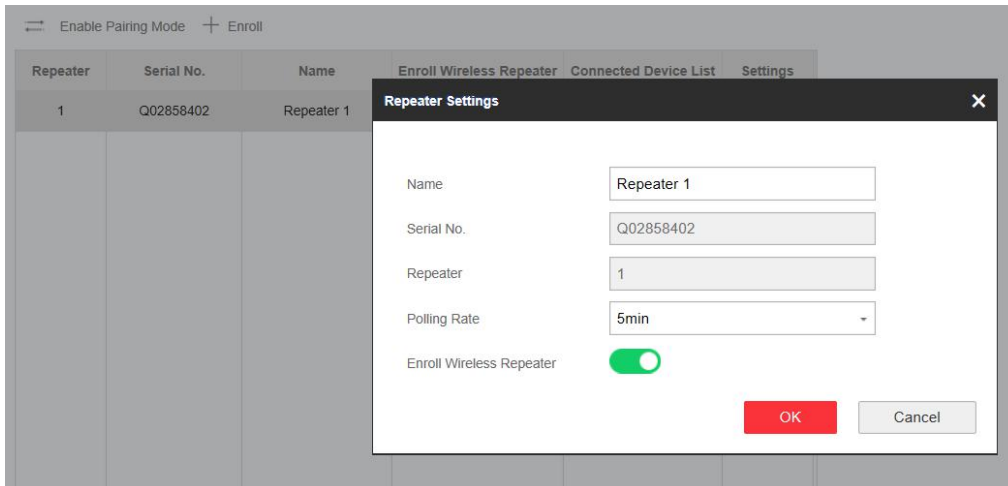 Enable Pairing Mode Enroll
Repeater Serial No. Name Enroll Wireless Repeater Connected Device List Settings
1 Q02858402 Repeater 1
Repeater Settings
Name Repeater 1
Serial No. Q02858402
Repeater 1
Polling Rate 5min
Enroll Wireless Repeater
OK Cancel